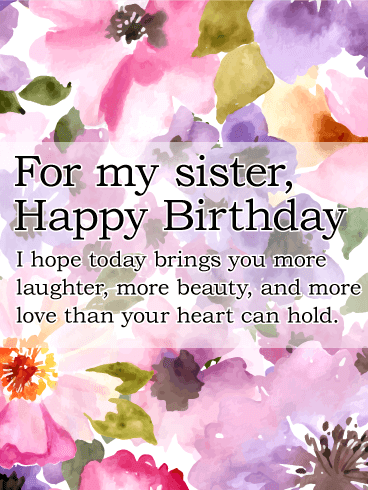 For my sister,
Happy Birthday
I hope today brings you more
laughter, more beauty, and more
love than your heart can hold.